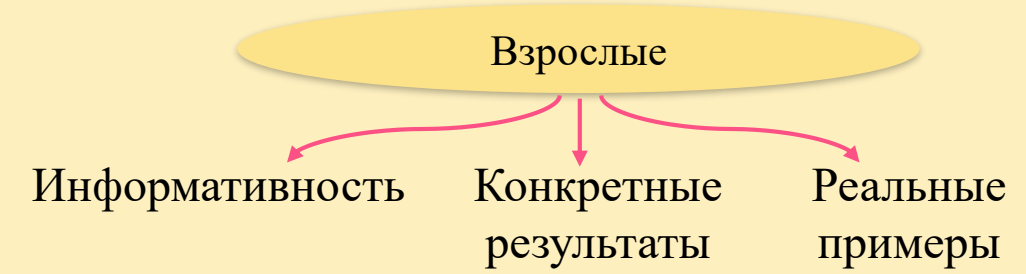 Взрослые
Информативность
Конкретные
результаты
Реальные
примеры